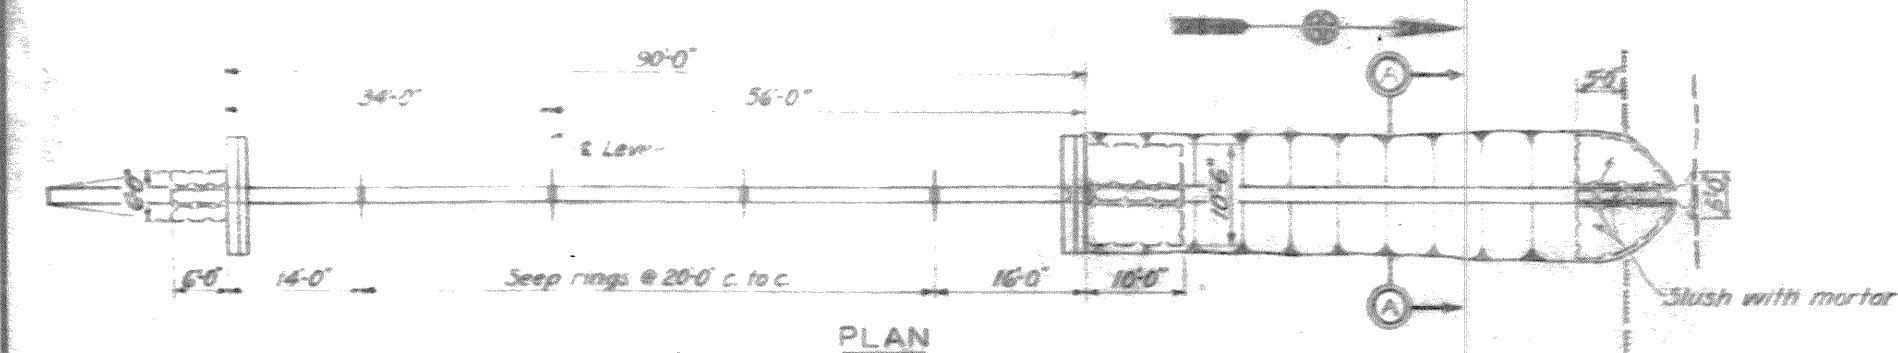 90'-0"
34'-0"
56'-0"
A
5'-0"
℄ Levee
6'-0"
10'-6"
6'-0"
6'-0"
14'-0"
Seep rings @ 20'-0" c. to c.
16'-0"
10'-0"
A
Slush with mortar
PLAN